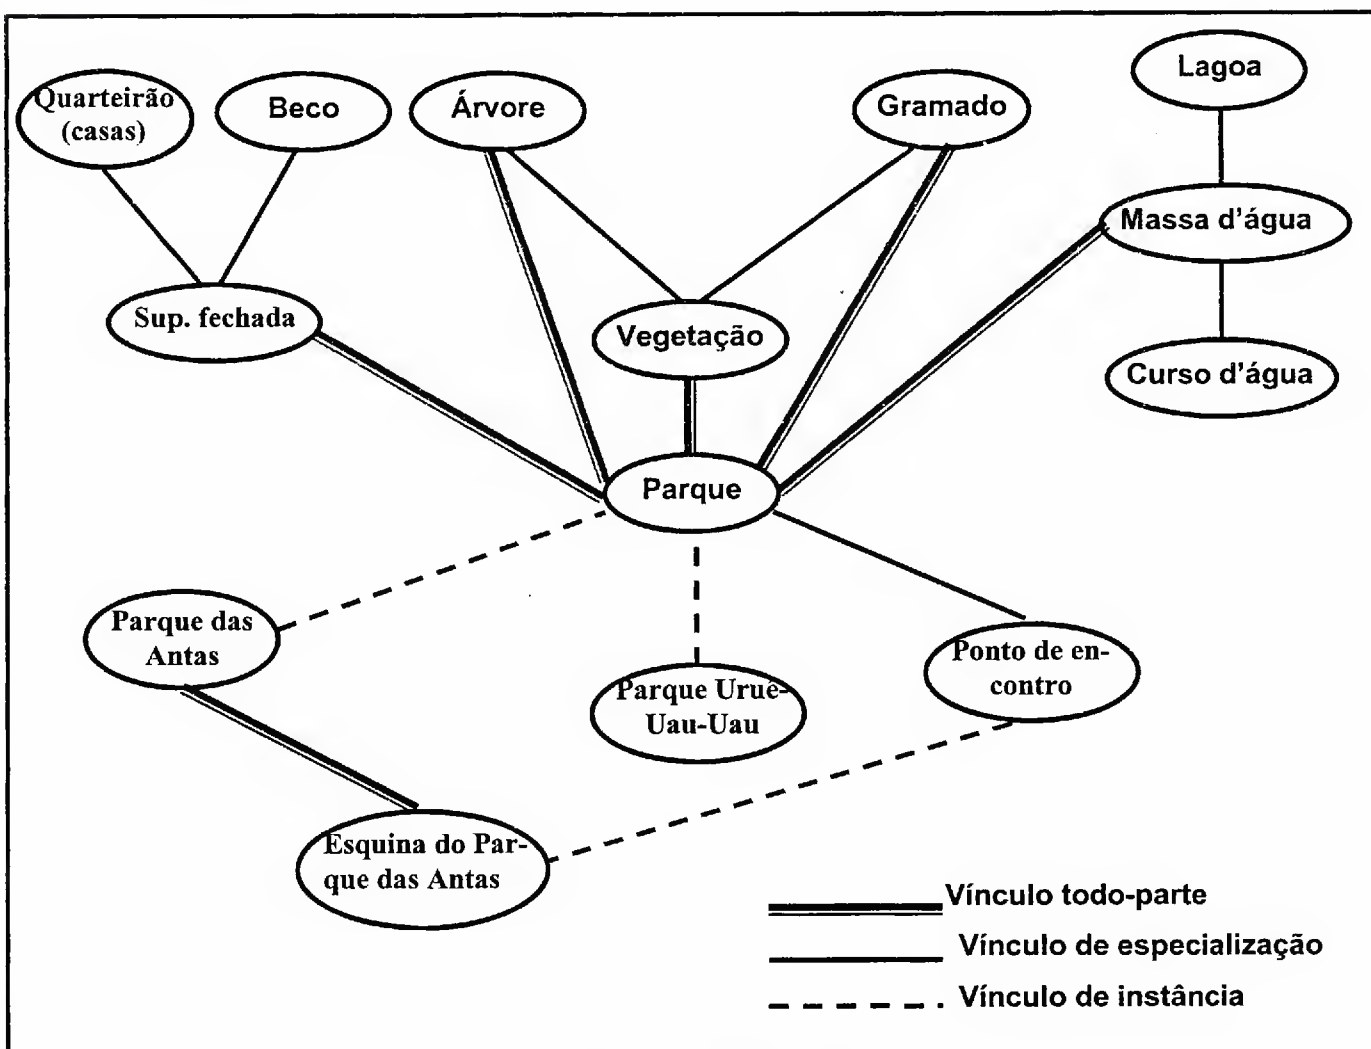 Quarteirão
(casas)
Beco
Árvore
Gramado
Lagoa
Massa d'água
Sup. fechada
Vegetação
Curso d'água
Parque
Parque das
Antas
Parque Urué-
Uau-Uau
Ponto de en-
contro
Esquina do Par-
que das Antas
Vínculo todo-parte
Vínculo de especialização
Vínculo de instância